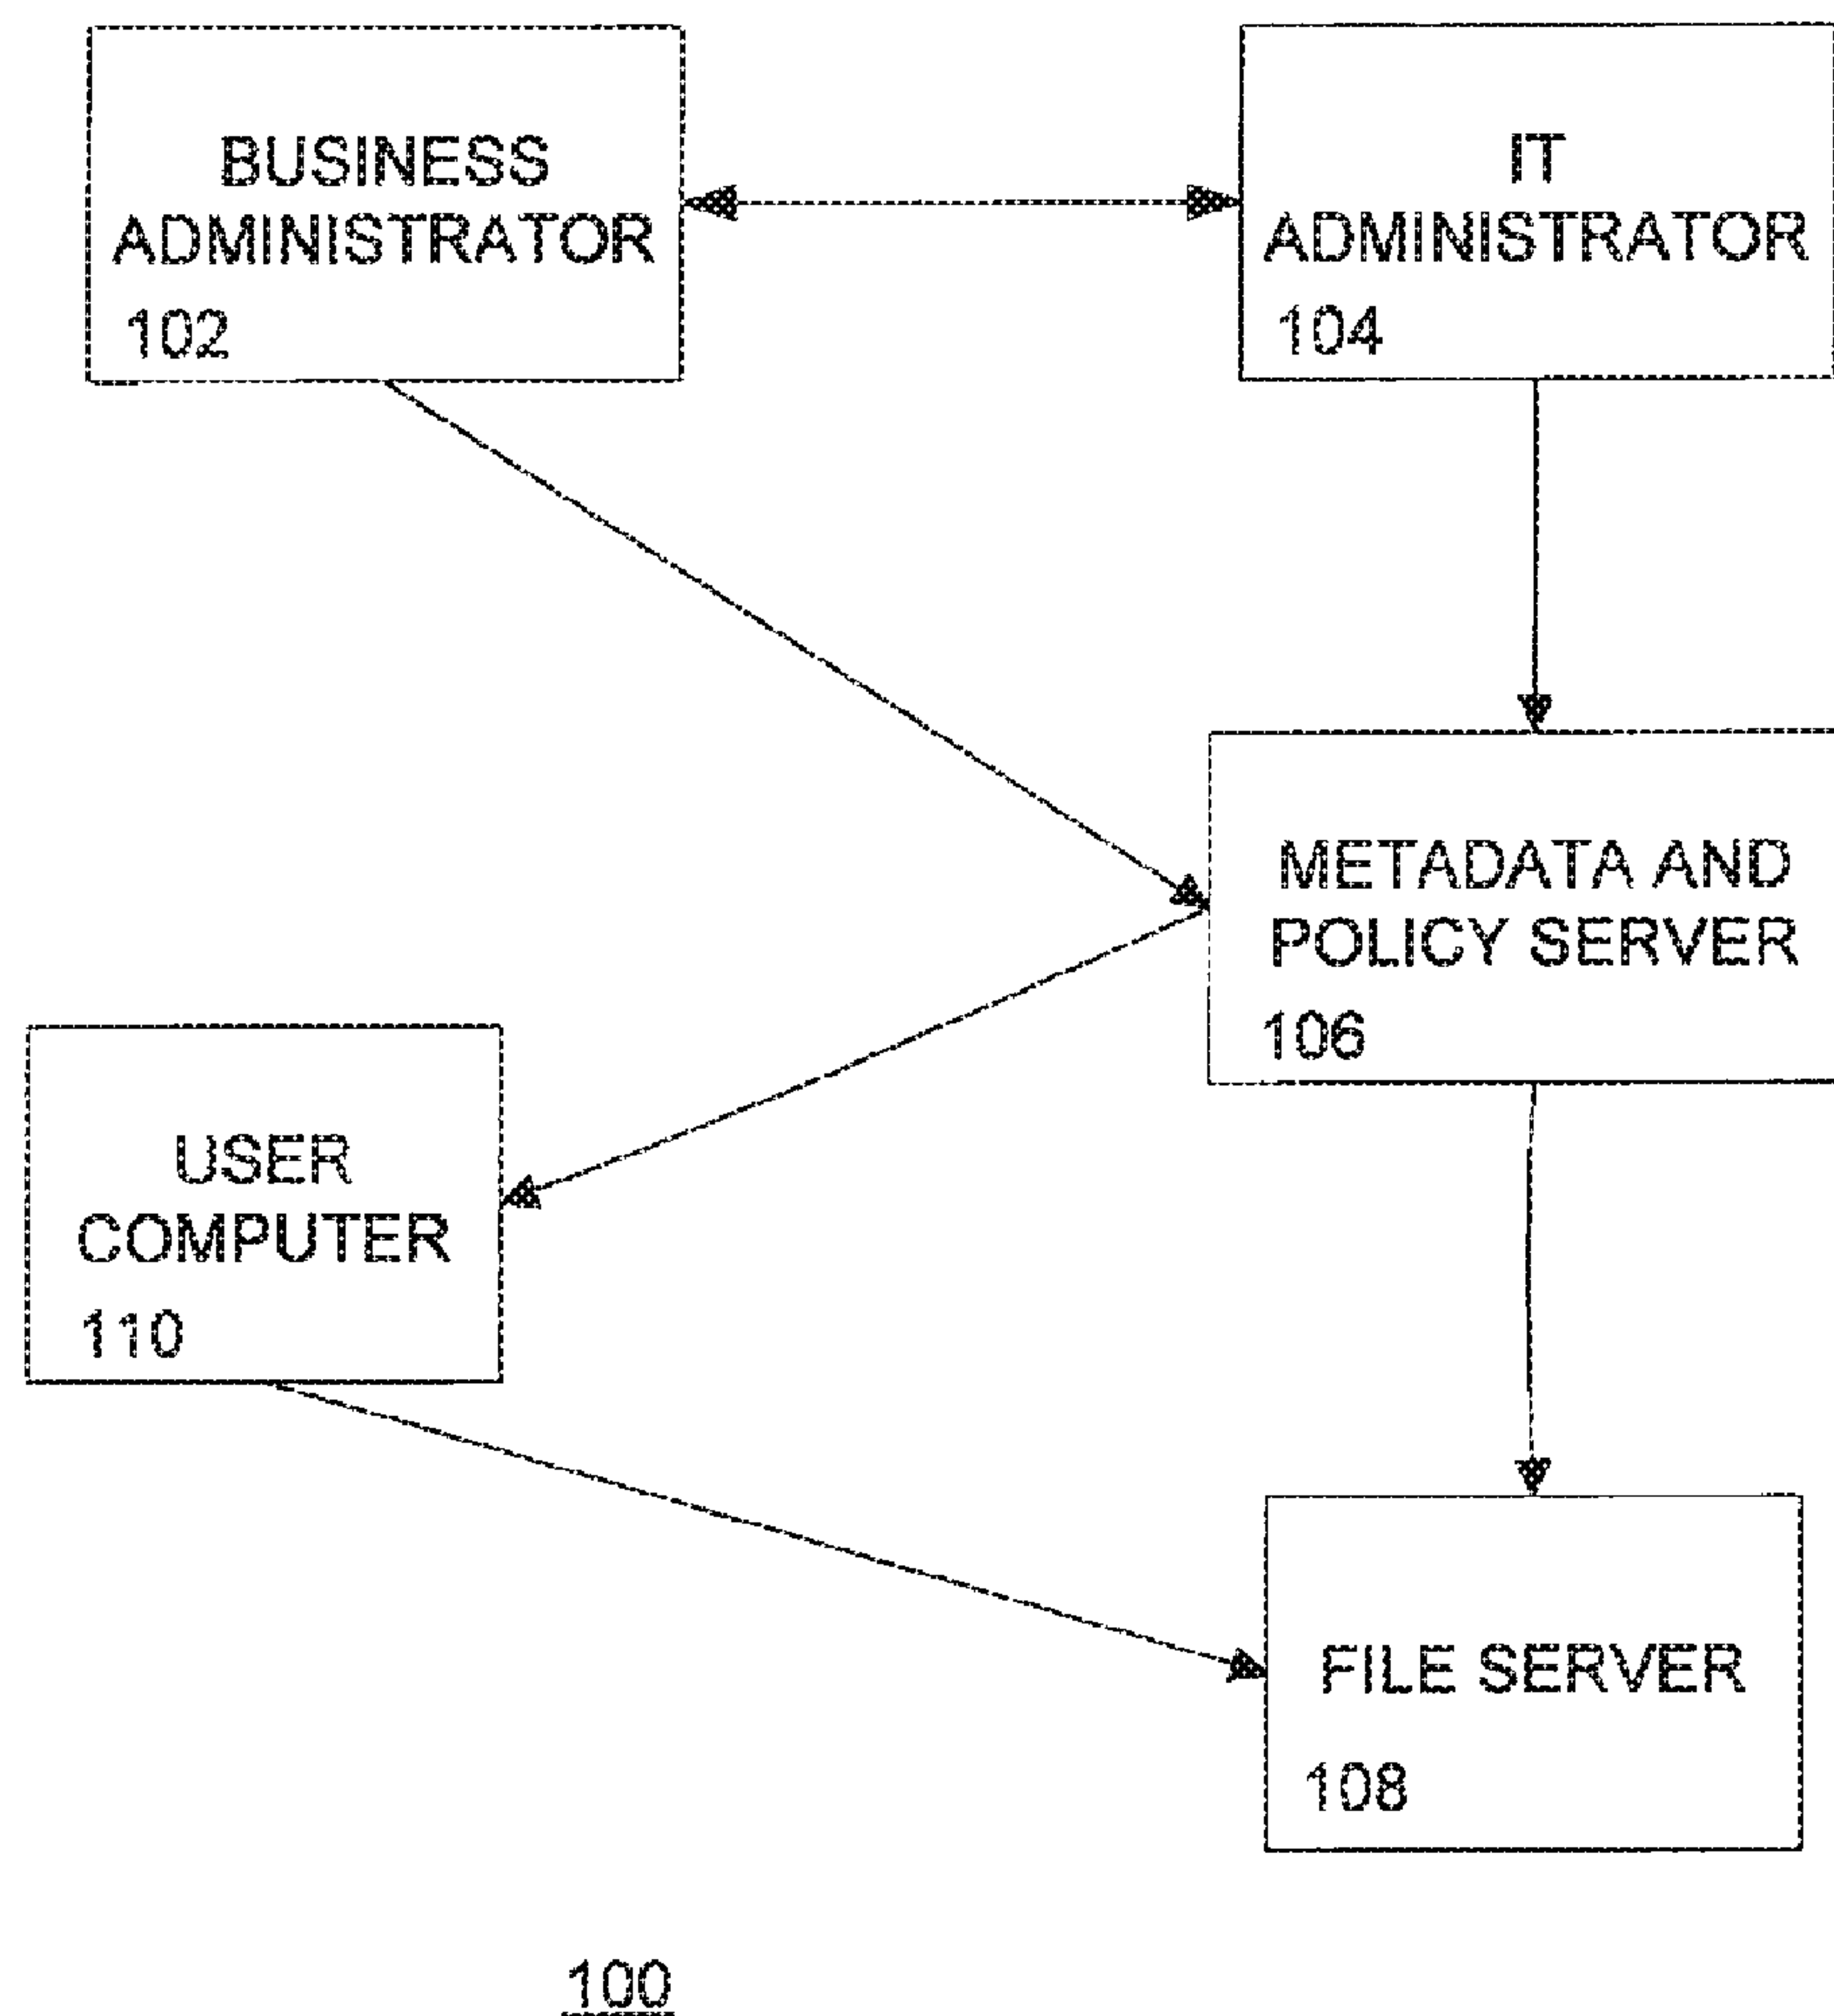 BUSINESS
ADMINISTRATOR
102
IT
ADMINISTRATOR
104
METADATA AND
POLICY SERVER
106
USER
COMPUTER
110
FILE SERVER
108
100